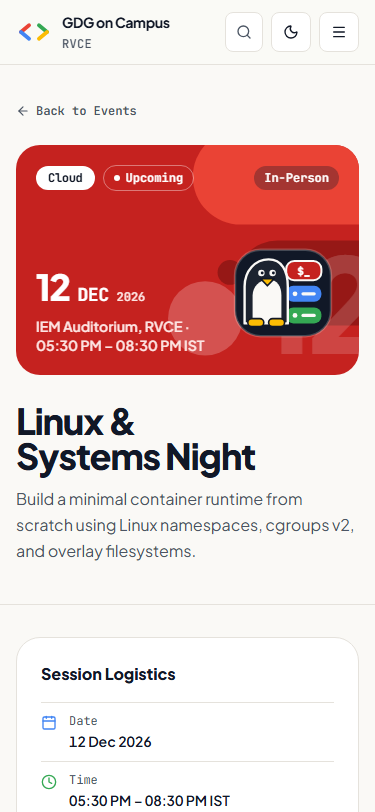 GDG on Campus
RVCE
← Back to Events
Cloud
Upcoming
In-Person
12 DEC 2026
12
IEM Auditorium, RVCE ·
05:30 PM – 08:30 PM IST
$_
Linux &
Systems Night
Build a minimal container runtime from
scratch using Linux namespaces, cgroups v2,
and overlay filesystems.
Session Logistics
Date
12 Dec 2026
Time
05:30 PM – 08:30 PM IST